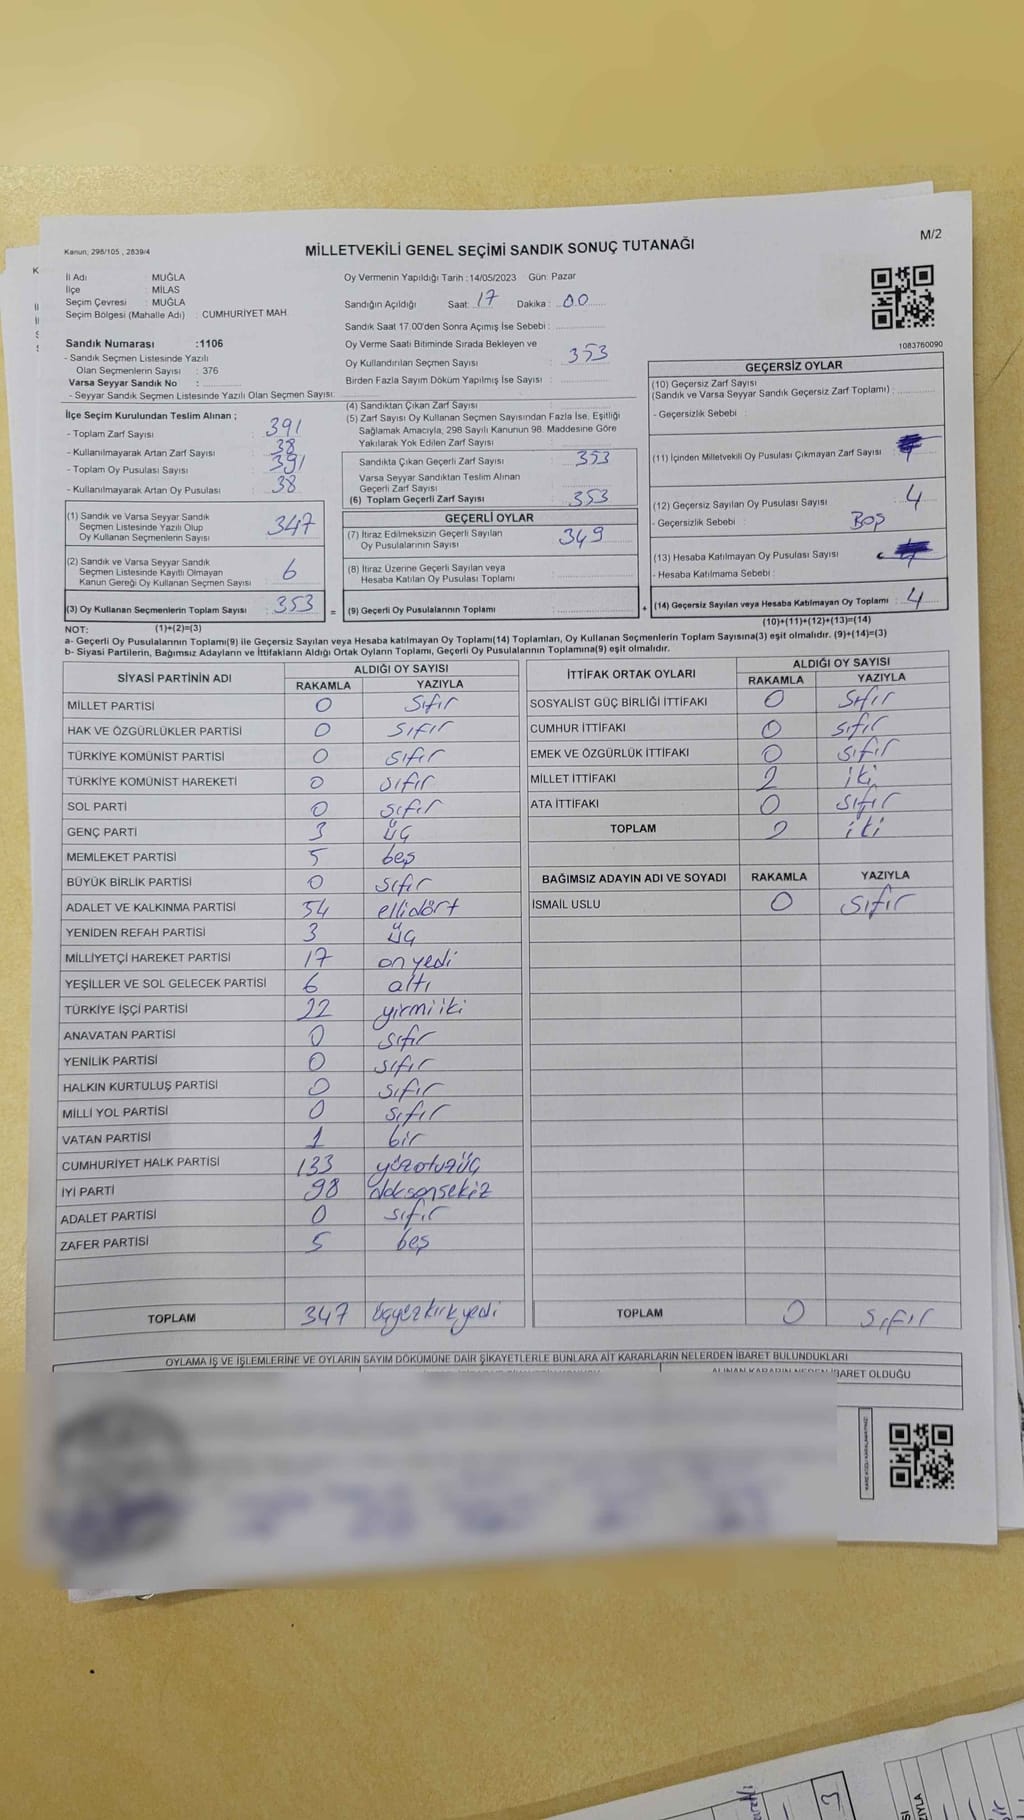 M/2
Kanun; 298/105 , 2839/4
MİLLETVEKİLİ GENEL SEÇİMİ SANDIK SONUÇ TUTANAĞI
İl Adı MUĞLA
İlçe MİLAS
Seçim Çevresi : MUĞLA
Seçim Bölgesi (Mahalle Adı) : CUMHURİYET MAH.
Sandık Numarası :1106
- Sandık Seçmen Listesinde Yazılı
Olan Seçmenlerin Sayısı : 376
Varsa Seyyar Sandık No :
- Seyyar Sandık Seçmen Listesinde Yazılı Olan Seçmen Sayısı:
İlçe Seçim Kurulundan Teslim Alınan ;
- Toplam Zarf Sayısı 391
- Kullanılmayarak Artan Zarf Sayısı 38
- Toplam Oy Pusulası Sayısı 391
- Kullanılmayarak Artan Oy Pusulası : 38
(1) Sandık ve Varsa Seyyar Sandık
Seçmen Listesinde Yazılı Olup
Oy Kullanan Seçmenlerin Sayısı 347
(2) Sandık ve Varsa Seyyar Sandık
Seçmen Listesinde Kayıtlı Olmayan
Kanun Gereği Oy Kullanan Seçmen Sayısı 6
(3) Oy Kullanan Seçmenlerin Toplam Sayısı : 353
Oy Vermenin Yapıldığı Tarih :14/05/2023 Gün: Pazar
Sandığın Açıldığı Saat: 17 Dakika : 00
Sandık Saat 17.00'den Sonra Açımış İse Sebebi :
Oy Verme Saati Bitiminde Sırada Bekleyen ve
Oy Kullandırılan Seçmen Sayısı : 353
Birden Fazla Sayım Döküm Yapılmış İse Sayısı :
(4) Sandıktan Çıkan Zarf Sayısı :
(5) Zarf Sayısı Oy Kullanan Seçmen Sayısından Fazla İse, Eşitliği
Sağlamak Amacıyla, 298 Sayılı Kanunun 98. Maddesine Göre
Yakılarak Yok Edilen Zarf Sayısı :
Sandıkta Çıkan Geçerli Zarf Sayısı : 353
Varsa Seyyar Sandıktan Teslim Alınan
Geçerli Zarf Sayısı
(6) Toplam Geçerli Zarf Sayısı : 353
GEÇERLİ OYLAR
(7) İtiraz Edilmeksizin Geçerli Sayılan
Oy Pusulalarının Sayısı 349
(8) İtiraz Üzerine Geçerli Sayılan veya
Hesaba Katılan Oy Pusulası Toplamı
= (9) Geçerli Oy Pusulalarının Toplamı
1083760090
GEÇERSİZ OYLAR
(10) Geçersiz Zarf Sayısı
(Sandık ve Varsa Seyyar Sandık Geçersiz Zarf Toplamı) :
- Geçersizlik Sebebi :
(11) İçinden Milletvekili Oy Pusulası Çıkmayan Zarf Sayısı :
(12) Geçersiz Sayılan Oy Pusulası Sayısı : 4
- Geçersizlik Sebebi : BOŞ
(13) Hesaba Katılmayan Oy Pusulası Sayısı :
- Hesaba Katılmama Sebebi :
+ (14) Geçersiz Sayılan veya Hesaba Katılmayan Oy Toplamı : 4
NOT: (1)+(2)=(3)
(10)+(11)+(12)+(13)=(14)
a- Geçerli Oy Pusulalarının Toplamı(9) ile Geçersiz Sayılan veya Hesaba katılmayan Oy Toplamı(14) Toplamları, Oy Kullanan Seçmenlerin Toplam Sayısına(3) eşit olmalıdır. (9)+(14)=(3)
b- Siyasi Partilerin, Bağımsız Adayların ve İttifakların Aldığı Ortak Oyların Toplamı, Geçerli Oy Pusulalarının Toplamına(9) eşit olmalıdır.
SİYASİ PARTİNİN ADI ALDIĞI OY SAYISI
RAKAMLA YAZIYLA
MİLLET PARTİSİ 0 Sıfır
HAK VE ÖZGÜRLÜKLER PARTİSİ 0 sıfır
TÜRKİYE KOMÜNİST PARTİSİ 0 sıfır
TÜRKİYE KOMÜNİST HAREKETİ 0 sıfır
SOL PARTİ 0 sıfır
GENÇ PARTİ 3 üç
MEMLEKET PARTİSİ 5 beş
BÜYÜK BİRLİK PARTİSİ 0 sıfır
ADALET VE KALKINMA PARTİSİ 54 ellidört
YENİDEN REFAH PARTİSİ 3 üç
MİLLİYETÇİ HAREKET PARTİSİ 17 onyedi
YEŞİLLER VE SOL GELECEK PARTİSİ 6 altı
TÜRKİYE İŞÇİ PARTİSİ 22 yirmiiki
ANAVATAN PARTİSİ 0 sıfır
YENİLİK PARTİSİ 0 sıfır
HALKIN KURTULUŞ PARTİSİ 0 sıfır
MİLLİ YOL PARTİSİ 0 sıfır
VATAN PARTİSİ 1 bir
CUMHURİYET HALK PARTİSİ 133 yüzotuzüç
İYİ PARTİ 98 doksansekiz
ADALET PARTİSİ 0 sıfır
ZAFER PARTİSİ 5 beş
TOPLAM 347 üçyüzkırkyedi
İTTİFAK ORTAK OYLARI ALDIĞI OY SAYISI
RAKAMLA YAZIYLA
SOSYALİST GÜÇ BİRLİĞİ İTTİFAKI 0 Sıfır
CUMHUR İTTİFAKI 0 sıfır
EMEK VE ÖZGÜRLÜK İTTİFAKI 0 sıfır
MİLLET İTTİFAKI 2 iki
ATA İTTİFAKI 0 sıfır
TOPLAM 2 iki
BAĞIMSIZ ADAYIN ADI VE SOYADI RAKAMLA YAZIYLA
İSMAİL USLU 0 sıfır
TOPLAM 0 sıfır
OYLAMA İŞ VE İŞLEMLERİNE VE OYLARIN SAYIM DÖKÜMÜNE DAİR ŞİKAYETLERLE BUNLARA AİT KARARLARIN NELERDEN İBARET BULUNDUKLARI
ALINAN KARARIN NEDEN İBARET OLDUĞU